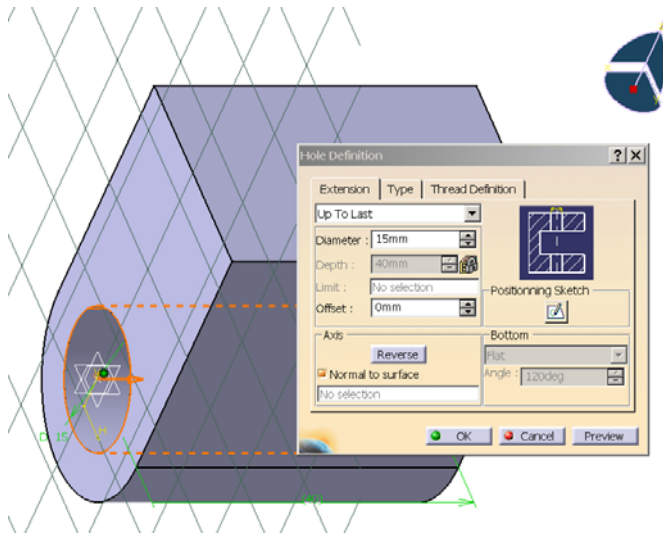 Hole Definition
? X
Extension Type Thread Definition
Up To Last
Diameter : 15mm
Depth : 40mm
Limit : No selection
Offset : 0mm
Positionning Sketch
Axis
Reverse
Normal to surface
No selection
Bottom
Flat
Angle : 120deg
OK Cancel Preview
D 15
H